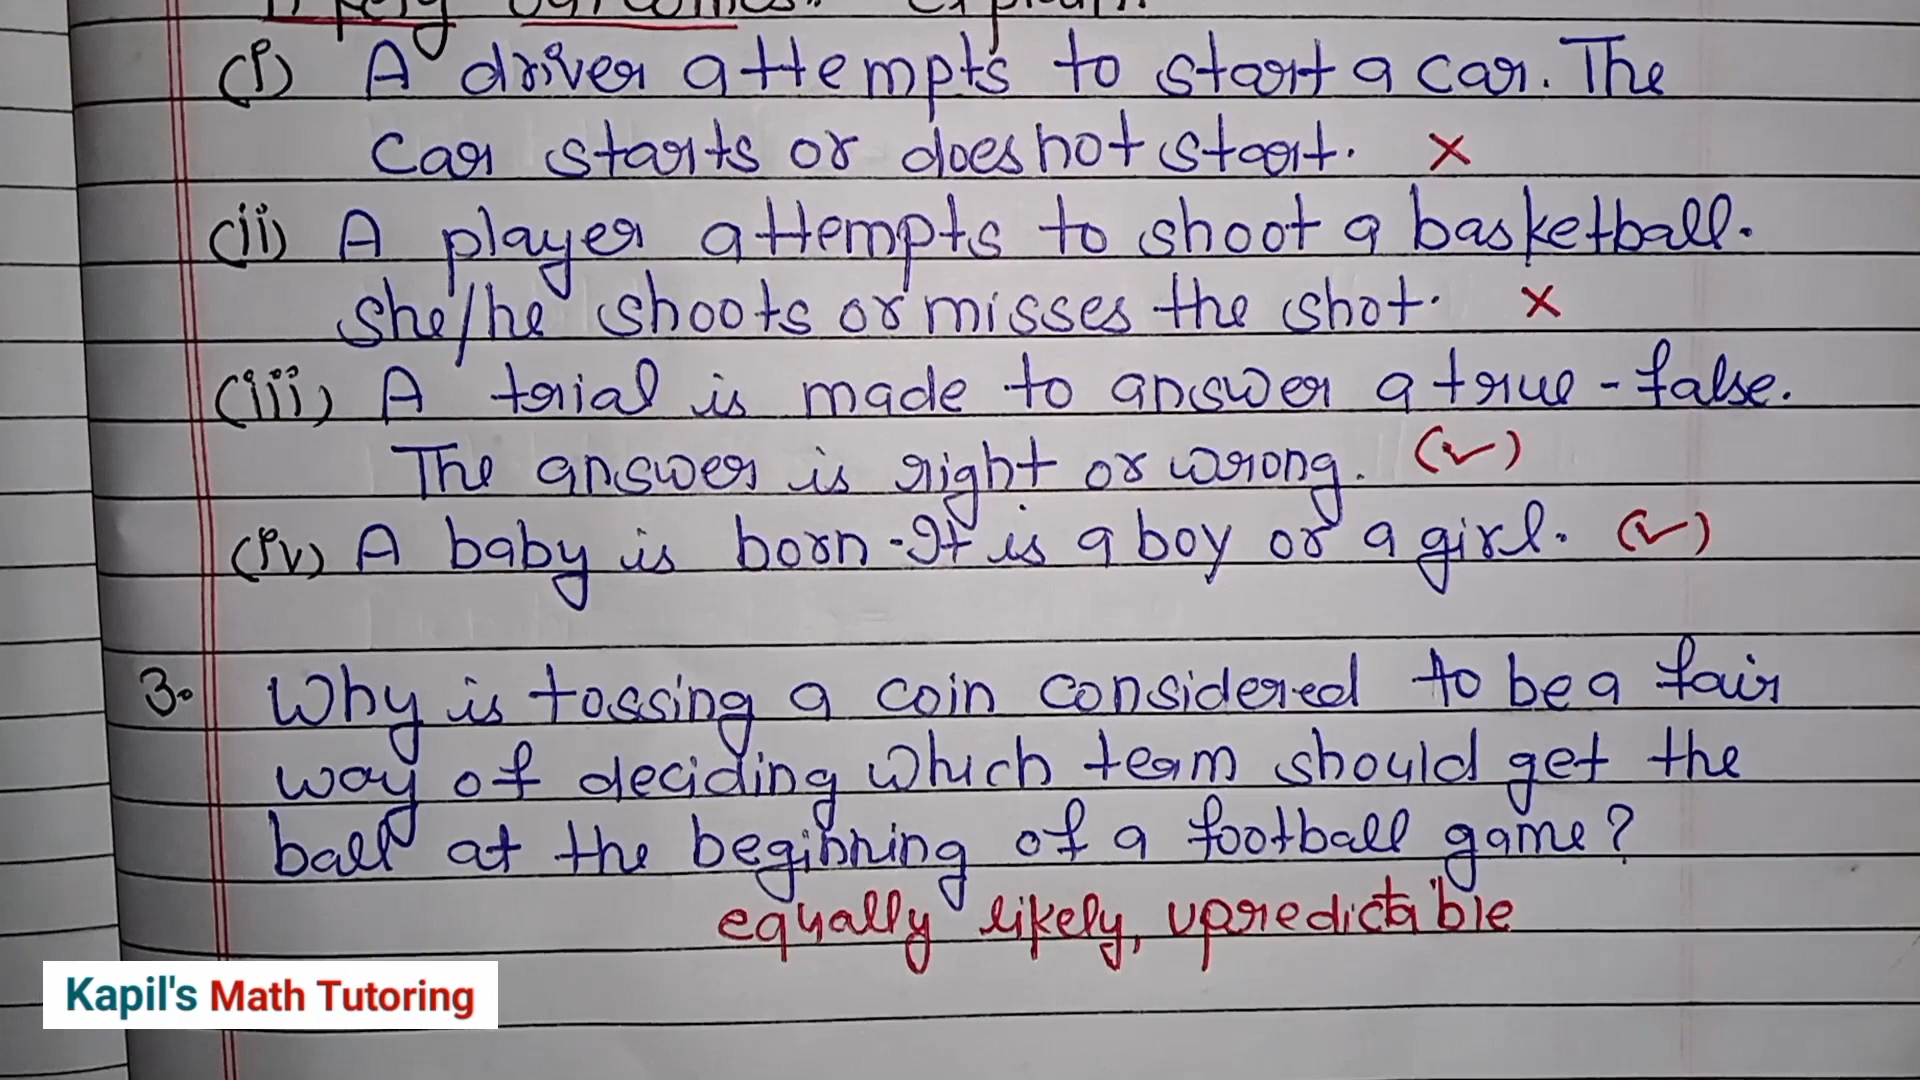 likely outcomes? Explain.
(i) A driver attempts to start a car. The
car starts or does not start. ×
(ii) A player attempts to shoot a basketball.
she/he shoots or misses the shot. ×
(iii) A trial is made to answer a true-false.
The answer is right or wrong. (✓)
(iv) A baby is born. It is a boy or a girl. (✓)
3. Why is tossing a coin considered to be a fair
way of deciding which team should get the
ball at the beginning of a football game?
equally likely, upredictable
Kapil's Math Tutoring